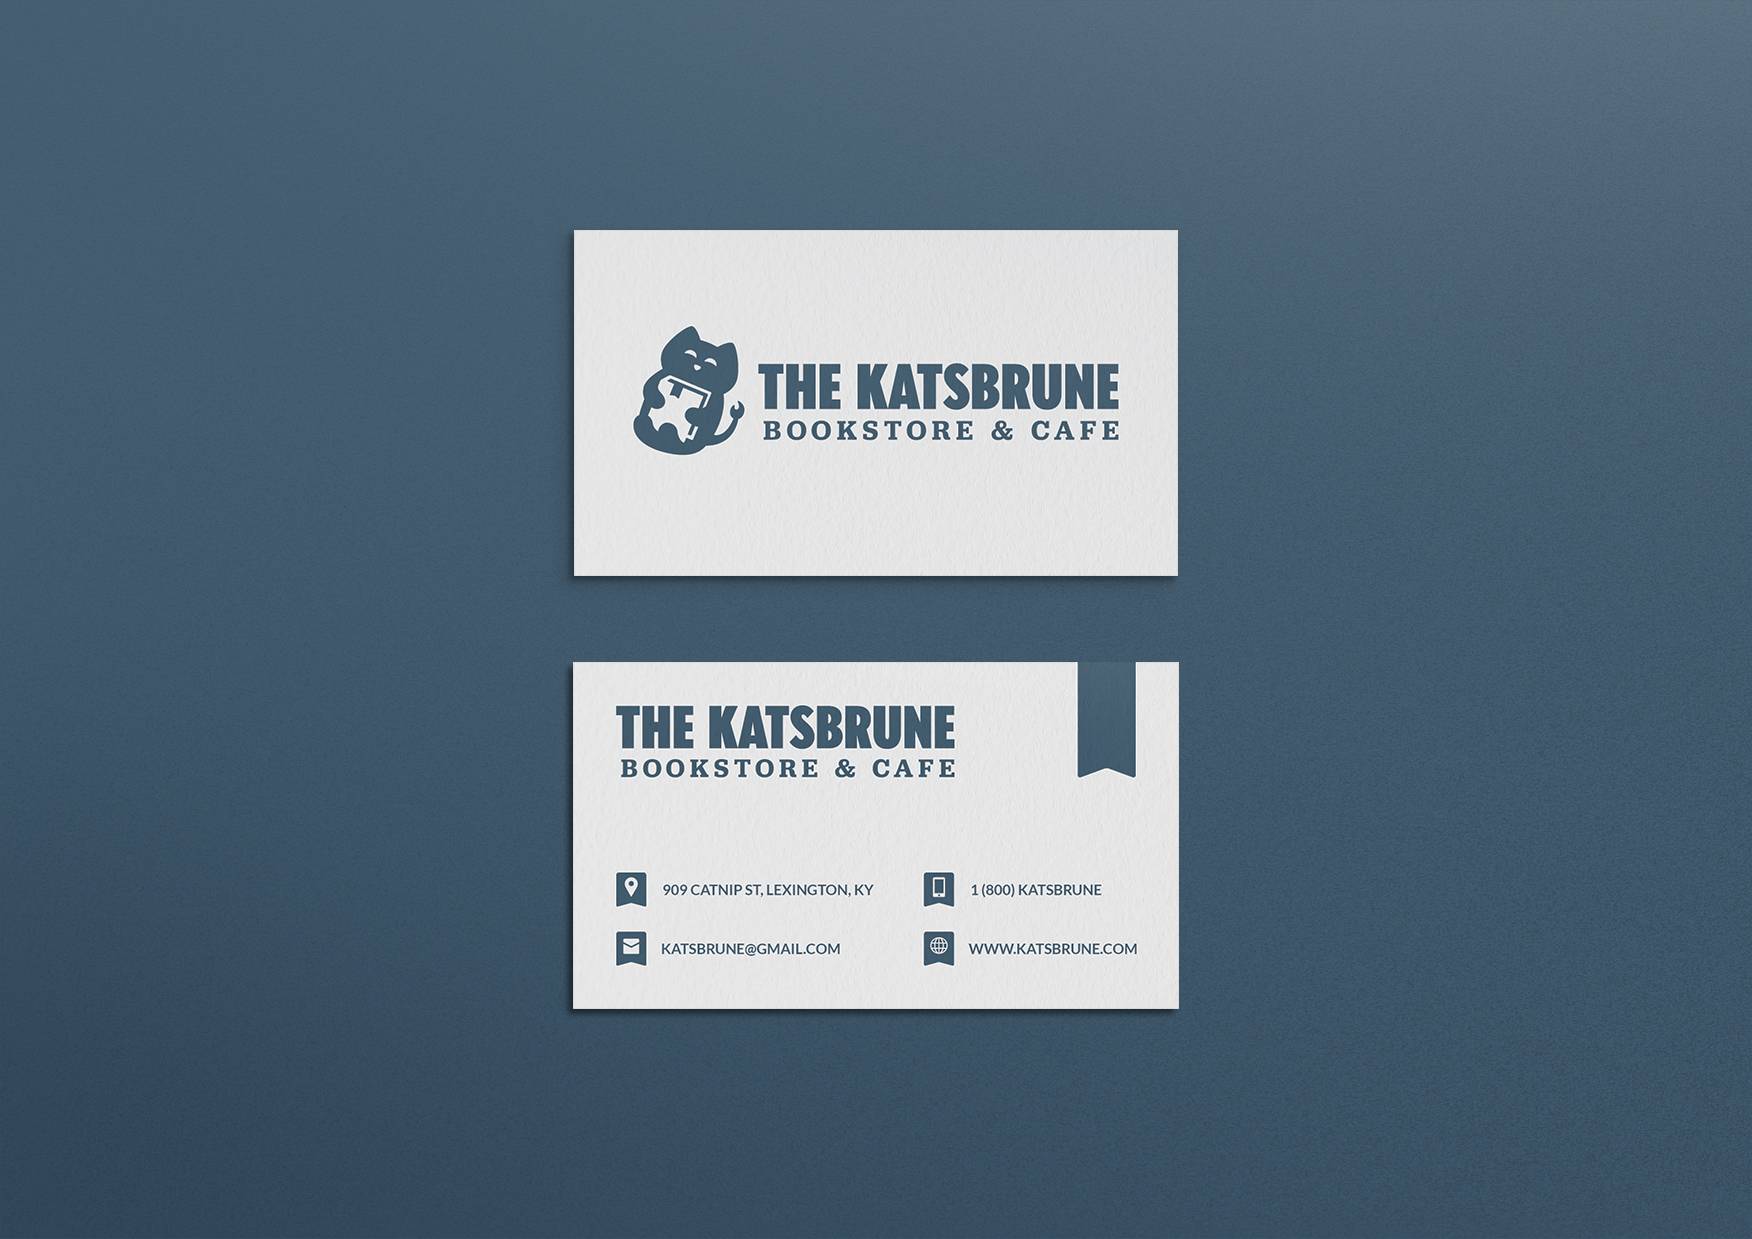 THE KATSBRUNE
BOOKSTORE & CAFE
THE KATSBRUNE
BOOKSTORE & CAFE
909 CATNIP ST, LEXINGTON, KY
1 (800) KATSBRUNE
KATSBRUNE@GMAIL.COM
WWW.KATSBRUNE.COM